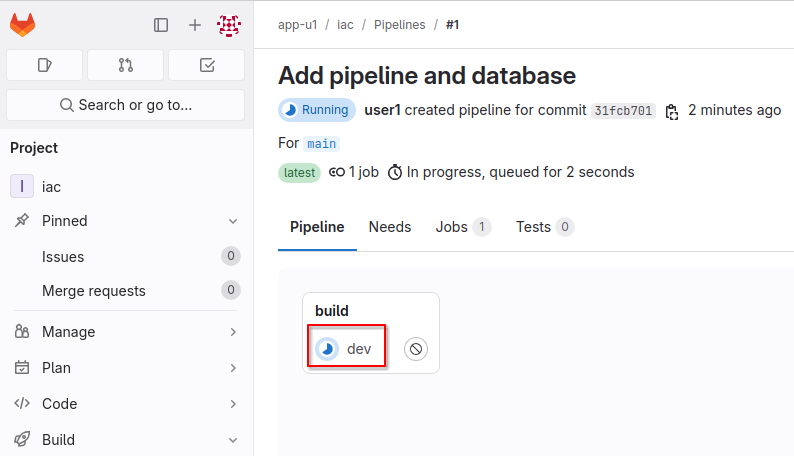 app-u1 / iac / Pipelines / #1
Search or go to...
Project
I iac
Pinned
Issues 0
Merge requests 0
Manage
Plan
Code
Build
Add pipeline and database
Running user1 created pipeline for commit 31fcb701 2 minutes ago
For main
latest 1 job In progress, queued for 2 seconds
Pipeline Needs Jobs 1 Tests 0
build
dev